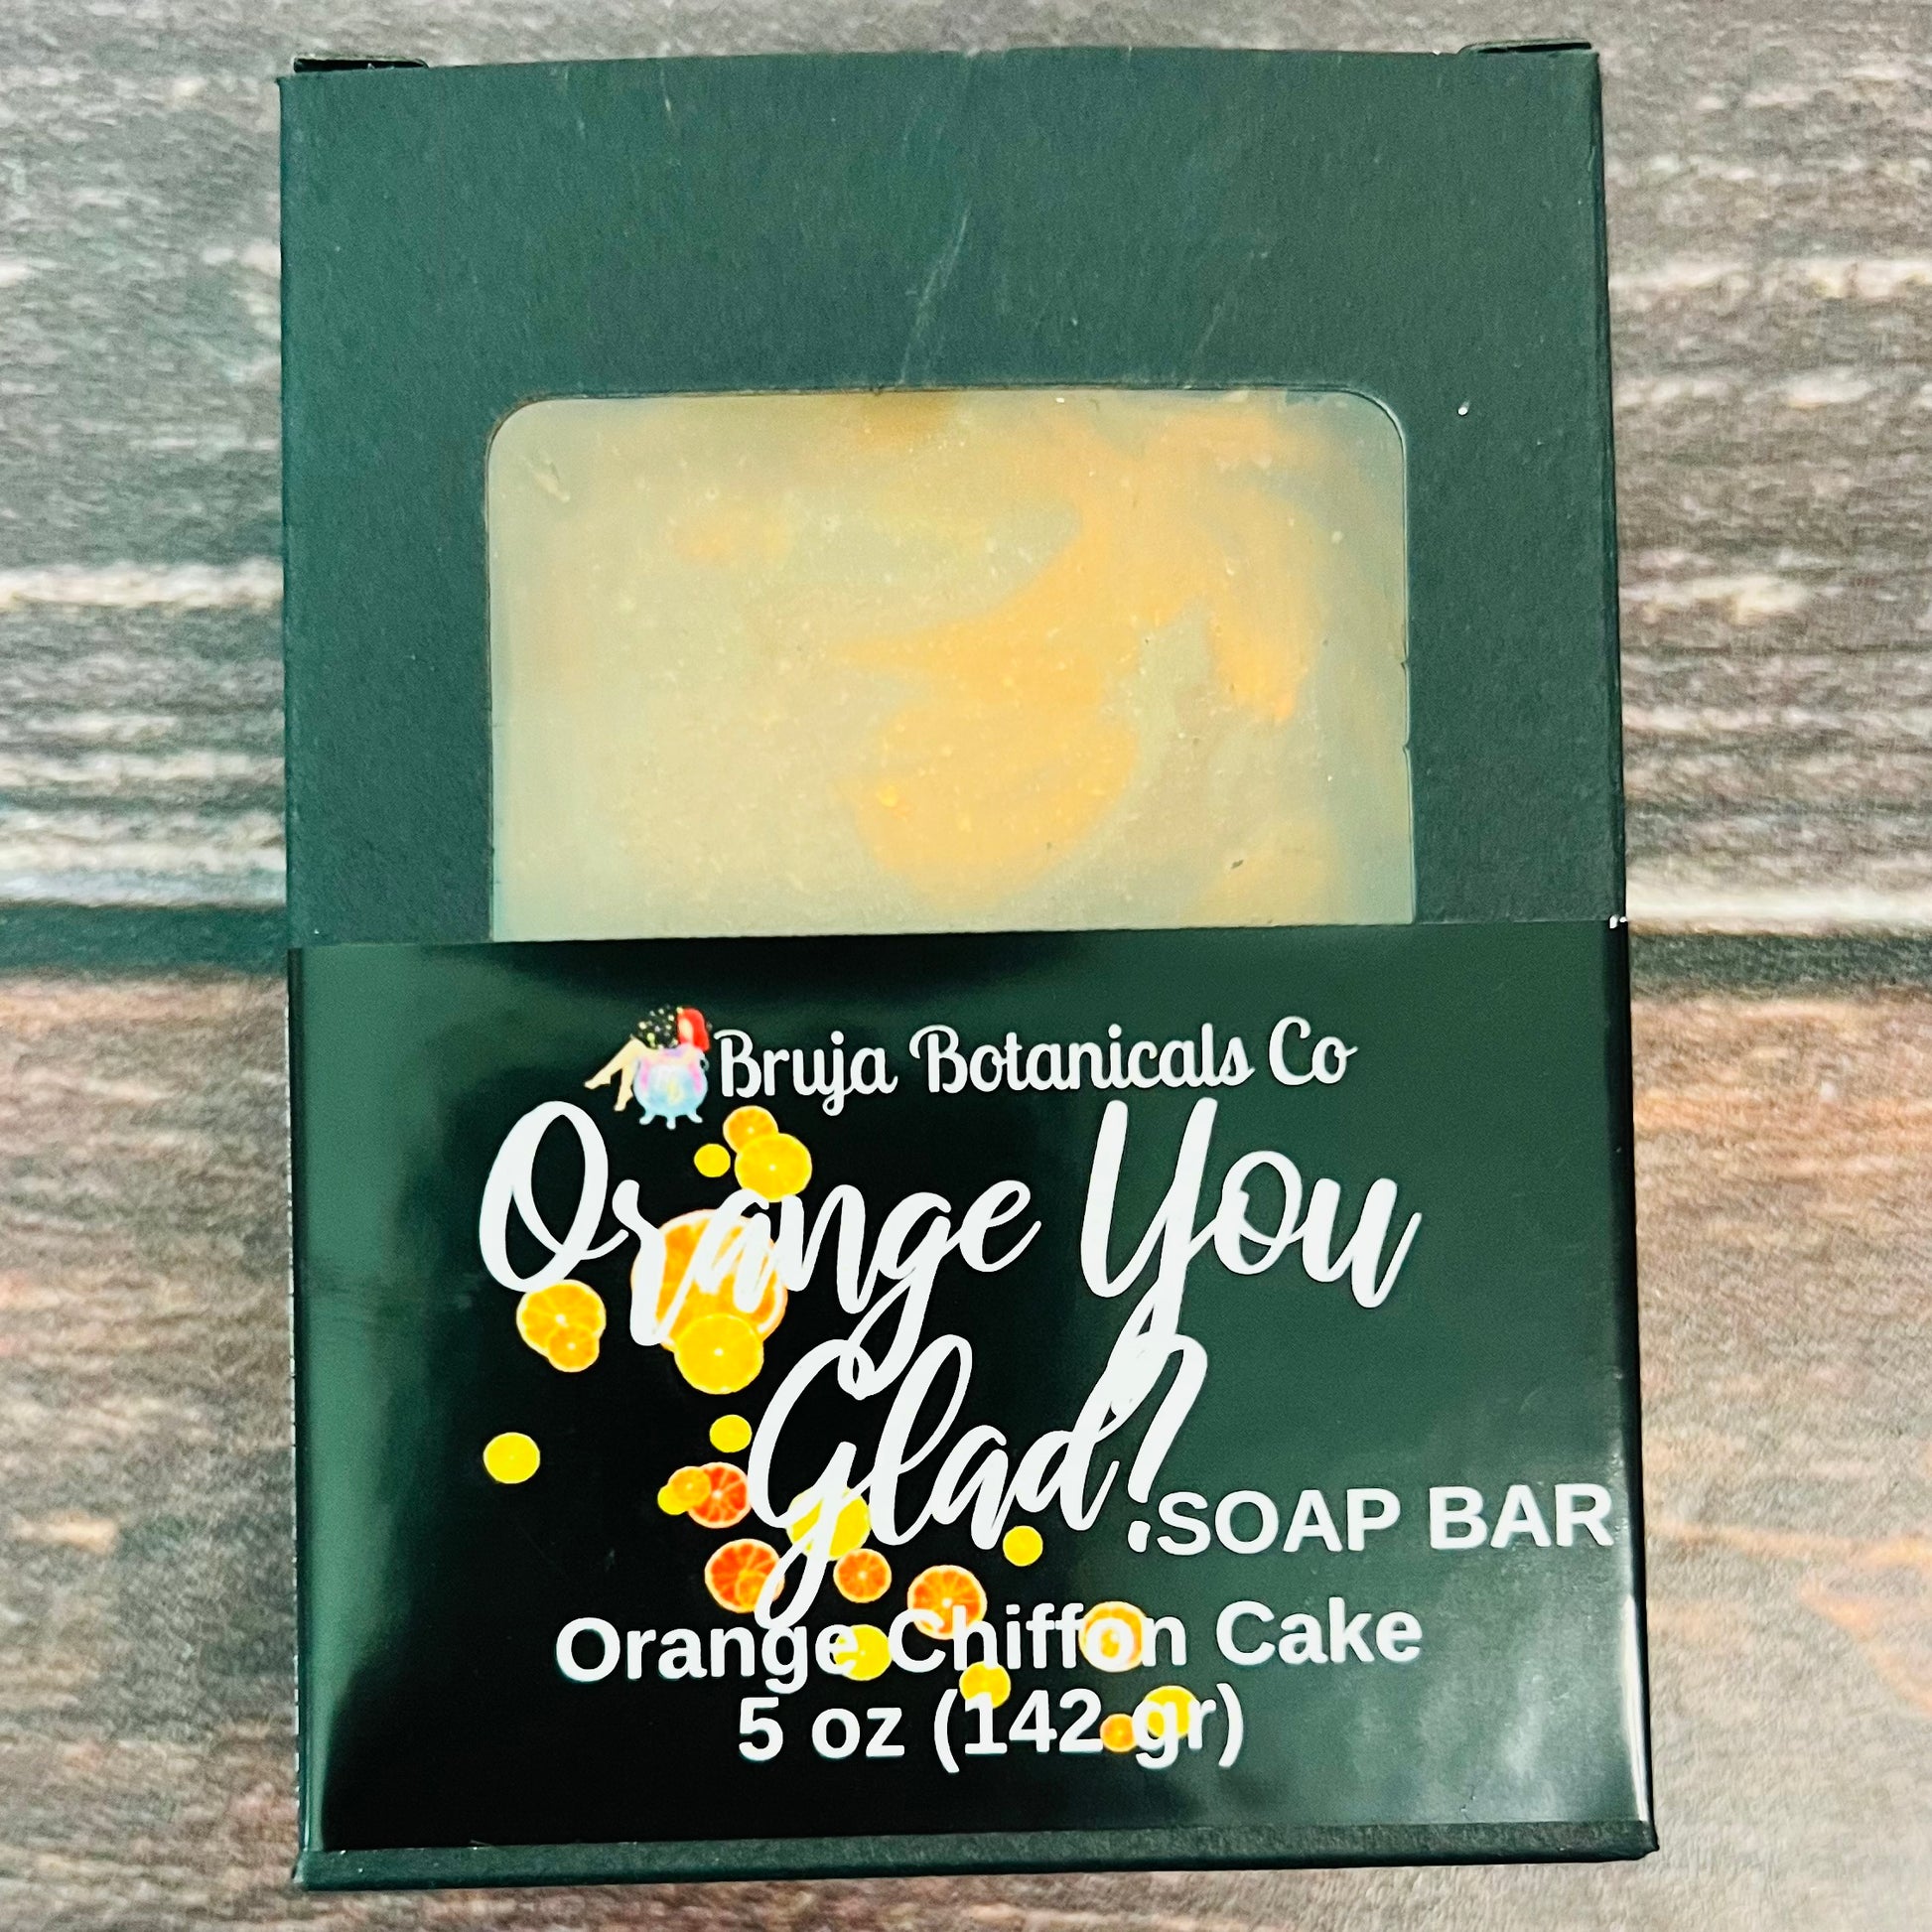 Bruja Botanicals Co
Orange You
Glad?
SOAP BAR
Orange Chiffon Cake
5 oz (142 gr)